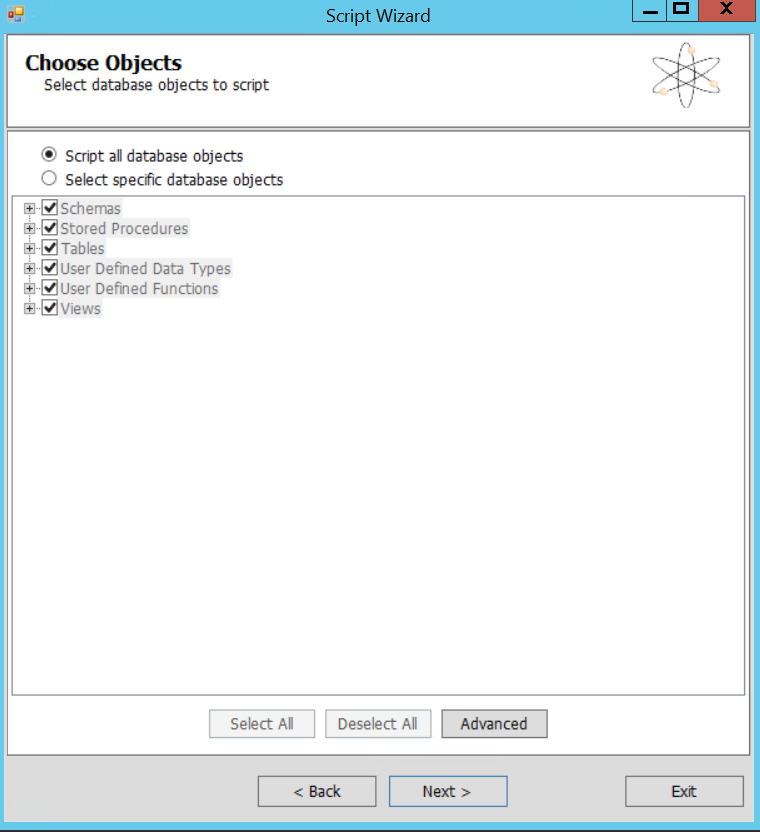 Script Wizard
Choose Objects
Select database objects to script
Script all database objects
Select specific database objects
Schemas
Stored Procedures
Tables
User Defined Data Types
User Defined Functions
Views
Select All Deselect All Advanced
< Back Next > Exit